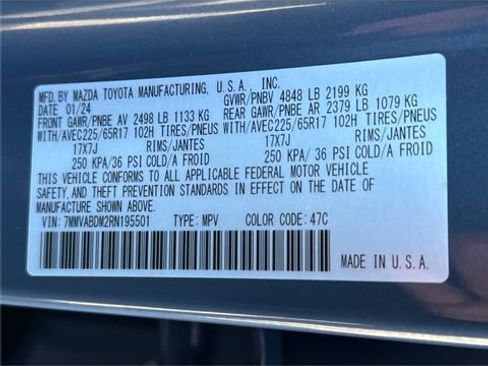 MFD. BY MAZDA TOYOTA MANUFACTURING, U.S.A., INC.
DATE 01/24 GVWR/PNBV 4848 LB 2199 KG
FRONT GAWR/PNBE AV 2498 LB 1133 KG REAR GAWR/PNBE AR 2379 LB 1079 KG
WITH/AVEC225/65R17 102H TIRES/PNEUS WITH/AVEC225/65R17 102H TIRES/PNEUS
17X7J RIMS/JANTES 17X7J RIMS/JANTES
250 KPA/36 PSI COLD/A FROID 250 KPA/36 PSI COLD/A FROID
THIS VEHICLE CONFORMS TO ALL APPLICABLE FEDERAL MOTOR VEHICLE
SAFETY, AND THEFT PREVENTION STANDARDS IN EFFECT ON THE DATE OF
MANUFACTURE SHOWN ABOVE.
VIN: 7MMVABDM2RN195501 TYPE: MPV COLOR CODE: 47C
MADE IN U.S.A.